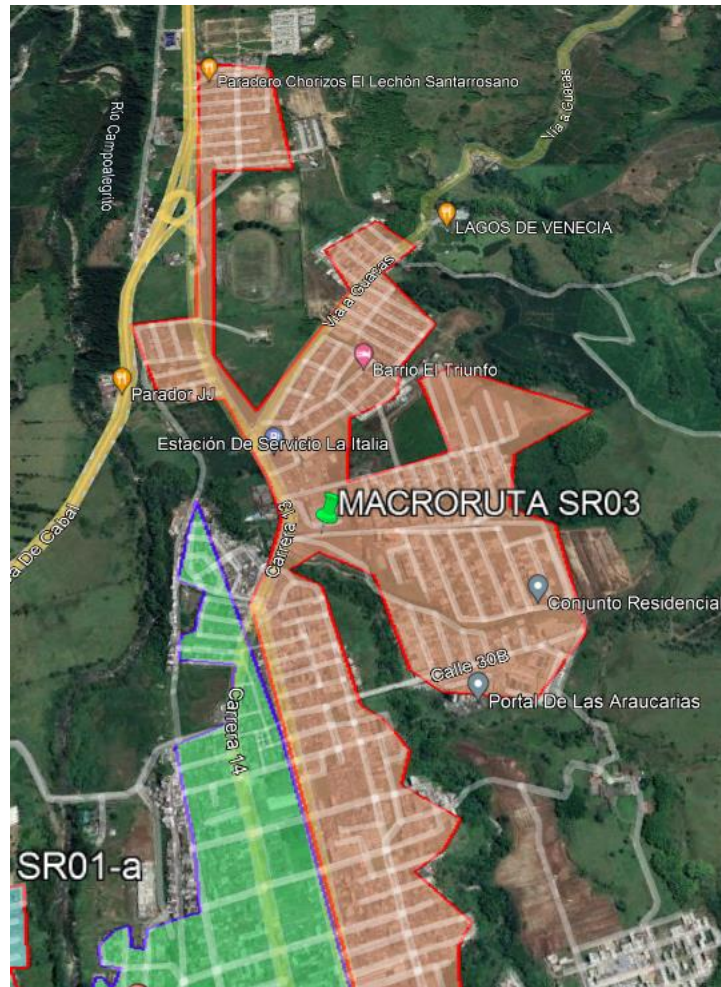 Paradero Chorizos El Lechón Santarrosano
Río Campoalegrito
Vía a Guacas
LAGOS DE VENECIA
Vía a Guacas
Barrio El Triunfo
Parador JJ
Estación De Servicio La Italia
MACRORUTA SR03
Carrera 13
a De Cabal
Conjunto Residencial
Calle 30B
Portal De Las Araucarias
Carrera 14
SR01-a